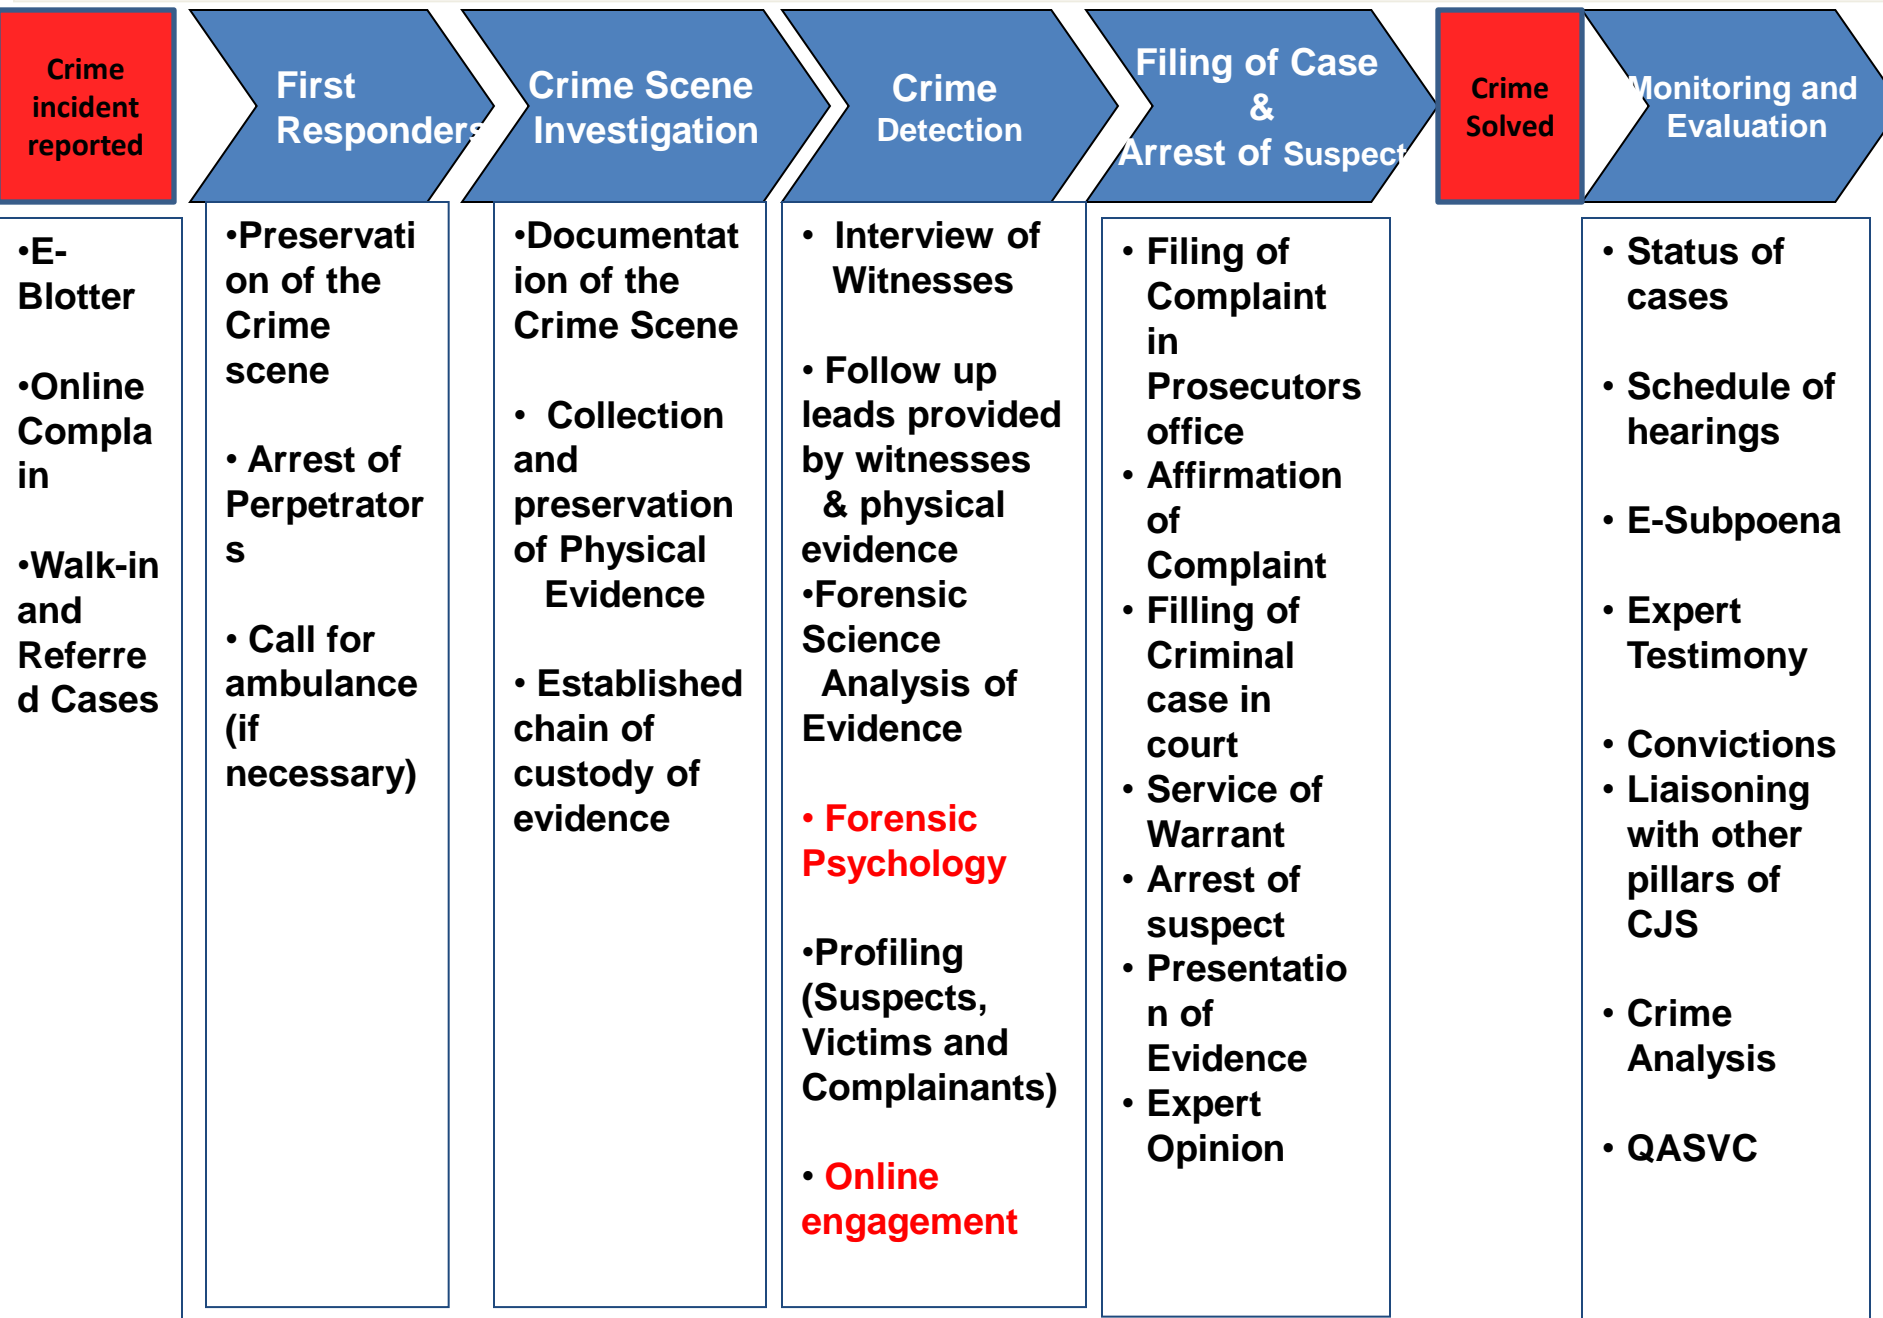 Crime
incident
reported
First
Responders
Crime Scene
Investigation
Crime
Detection
Filing of Case
&
Arrest of Suspect
Crime
Solved
Monitoring and
Evaluation
•E-
Blotter
•Online
Compla
in
•Walk-in
and
Referre
d Cases
•Preservati
on of the
Crime
scene
• Arrest of
Perpetrator
s
• Call for
ambulance
(if
necessary)
•Documentat
ion of the
Crime Scene
• Collection
and
preservation
of Physical
Evidence
• Established
chain of
custody of
evidence
• Interview of
Witnesses
• Follow up
leads provided
by witnesses
& physical
evidence
•Forensic
Science
Analysis of
Evidence
• Forensic
Psychology
•Profiling
(Suspects,
Victims and
Complainants)
• Online
engagement
• Filing of
Complaint
in
Prosecutors
office
• Affirmation
of
Complaint
• Filling of
Criminal
case in
court
• Service of
Warrant
• Arrest of
suspect
• Presentatio
n of
Evidence
• Expert
Opinion
• Status of
cases
• Schedule of
hearings
• E-Subpoena
• Expert
Testimony
• Convictions
• Liaisoning
with other
pillars of
CJS
• Crime
Analysis
• QASVC